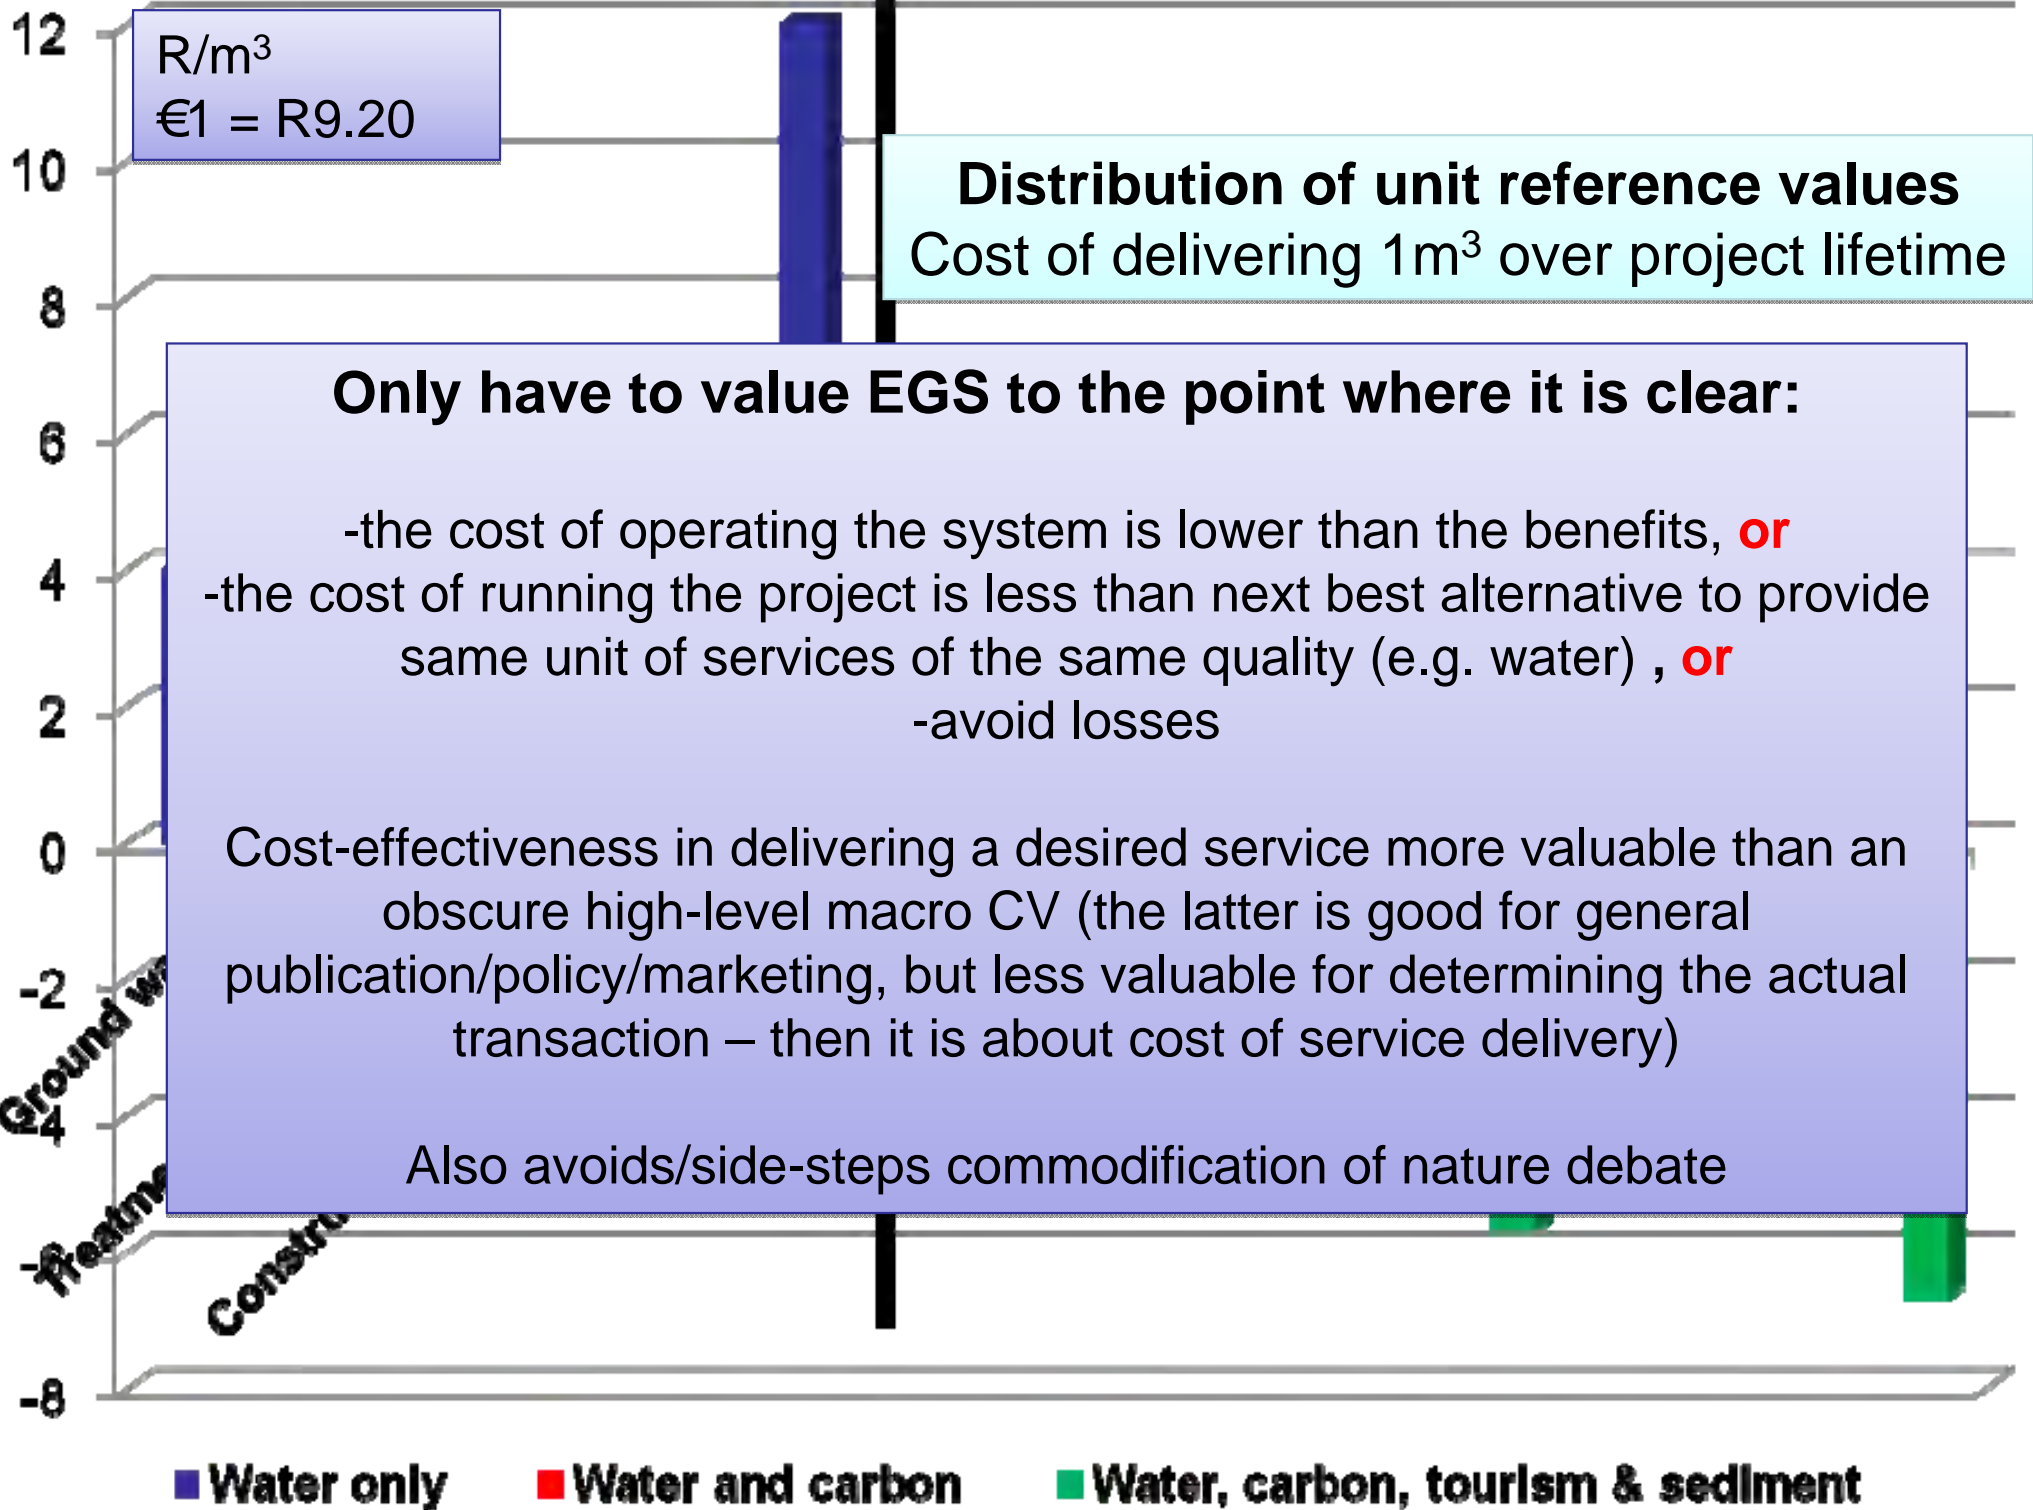 12
R/m³
€1 = R9.20
10
Distribution of unit reference values
Cost of delivering 1m³ over project lifetime
8
6
4
2
0
-2
-4
-6
-8
Only have to value EGS to the point where it is clear:
-the cost of operating the system is lower than the benefits, or
-the cost of running the project is less than next best alternative to provide
same unit of services of the same quality (e.g. water) , or
-avoid losses
Cost-effectiveness in delivering a desired service more valuable than an
obscure high-level macro CV (the latter is good for general
publication/policy/marketing, but less valuable for determining the actual
transaction – then it is about cost of service delivery)
Also avoids/side-steps commodification of nature debate
Ground
Water only
Water and carbon
Water, carbon, tourism & sediment